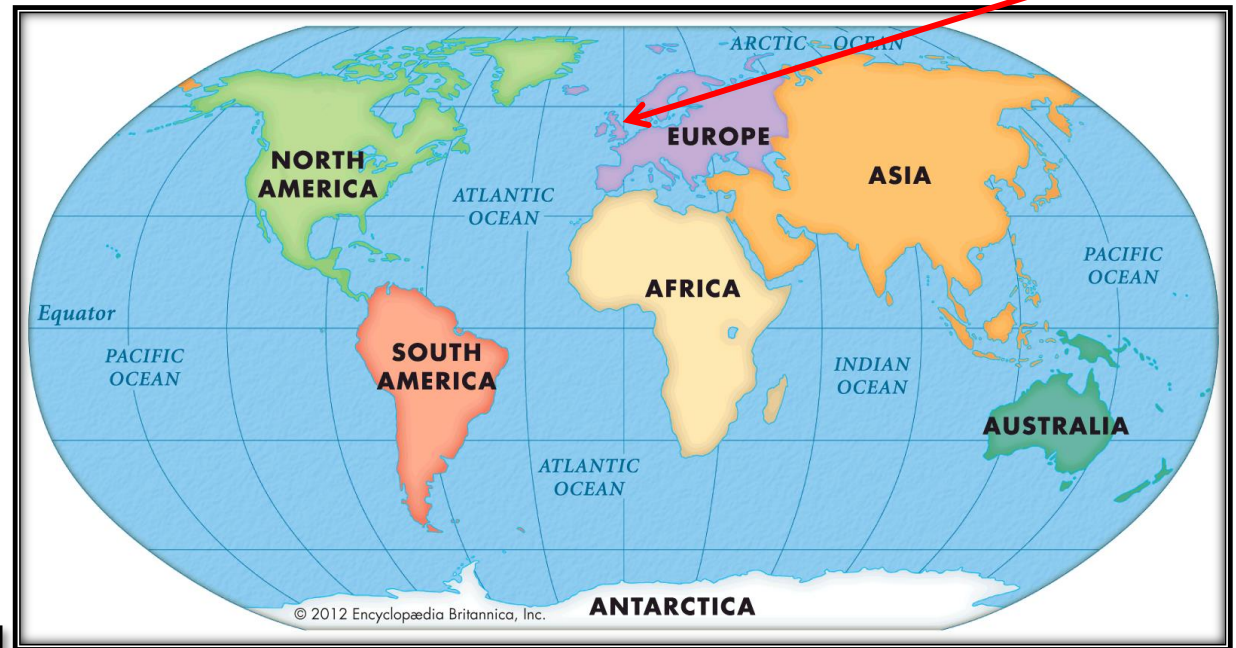 ARCTIC OCEAN
NORTH
AMERICA
EUROPE
ASIA
ATLANTIC
OCEAN
PACIFIC
OCEAN
AFRICA
Equator
PACIFIC
OCEAN
SOUTH
AMERICA
INDIAN
OCEAN
AUSTRALIA
ATLANTIC
OCEAN
ANTARCTICA
© 2012 Encyclopædia Britannica, Inc.